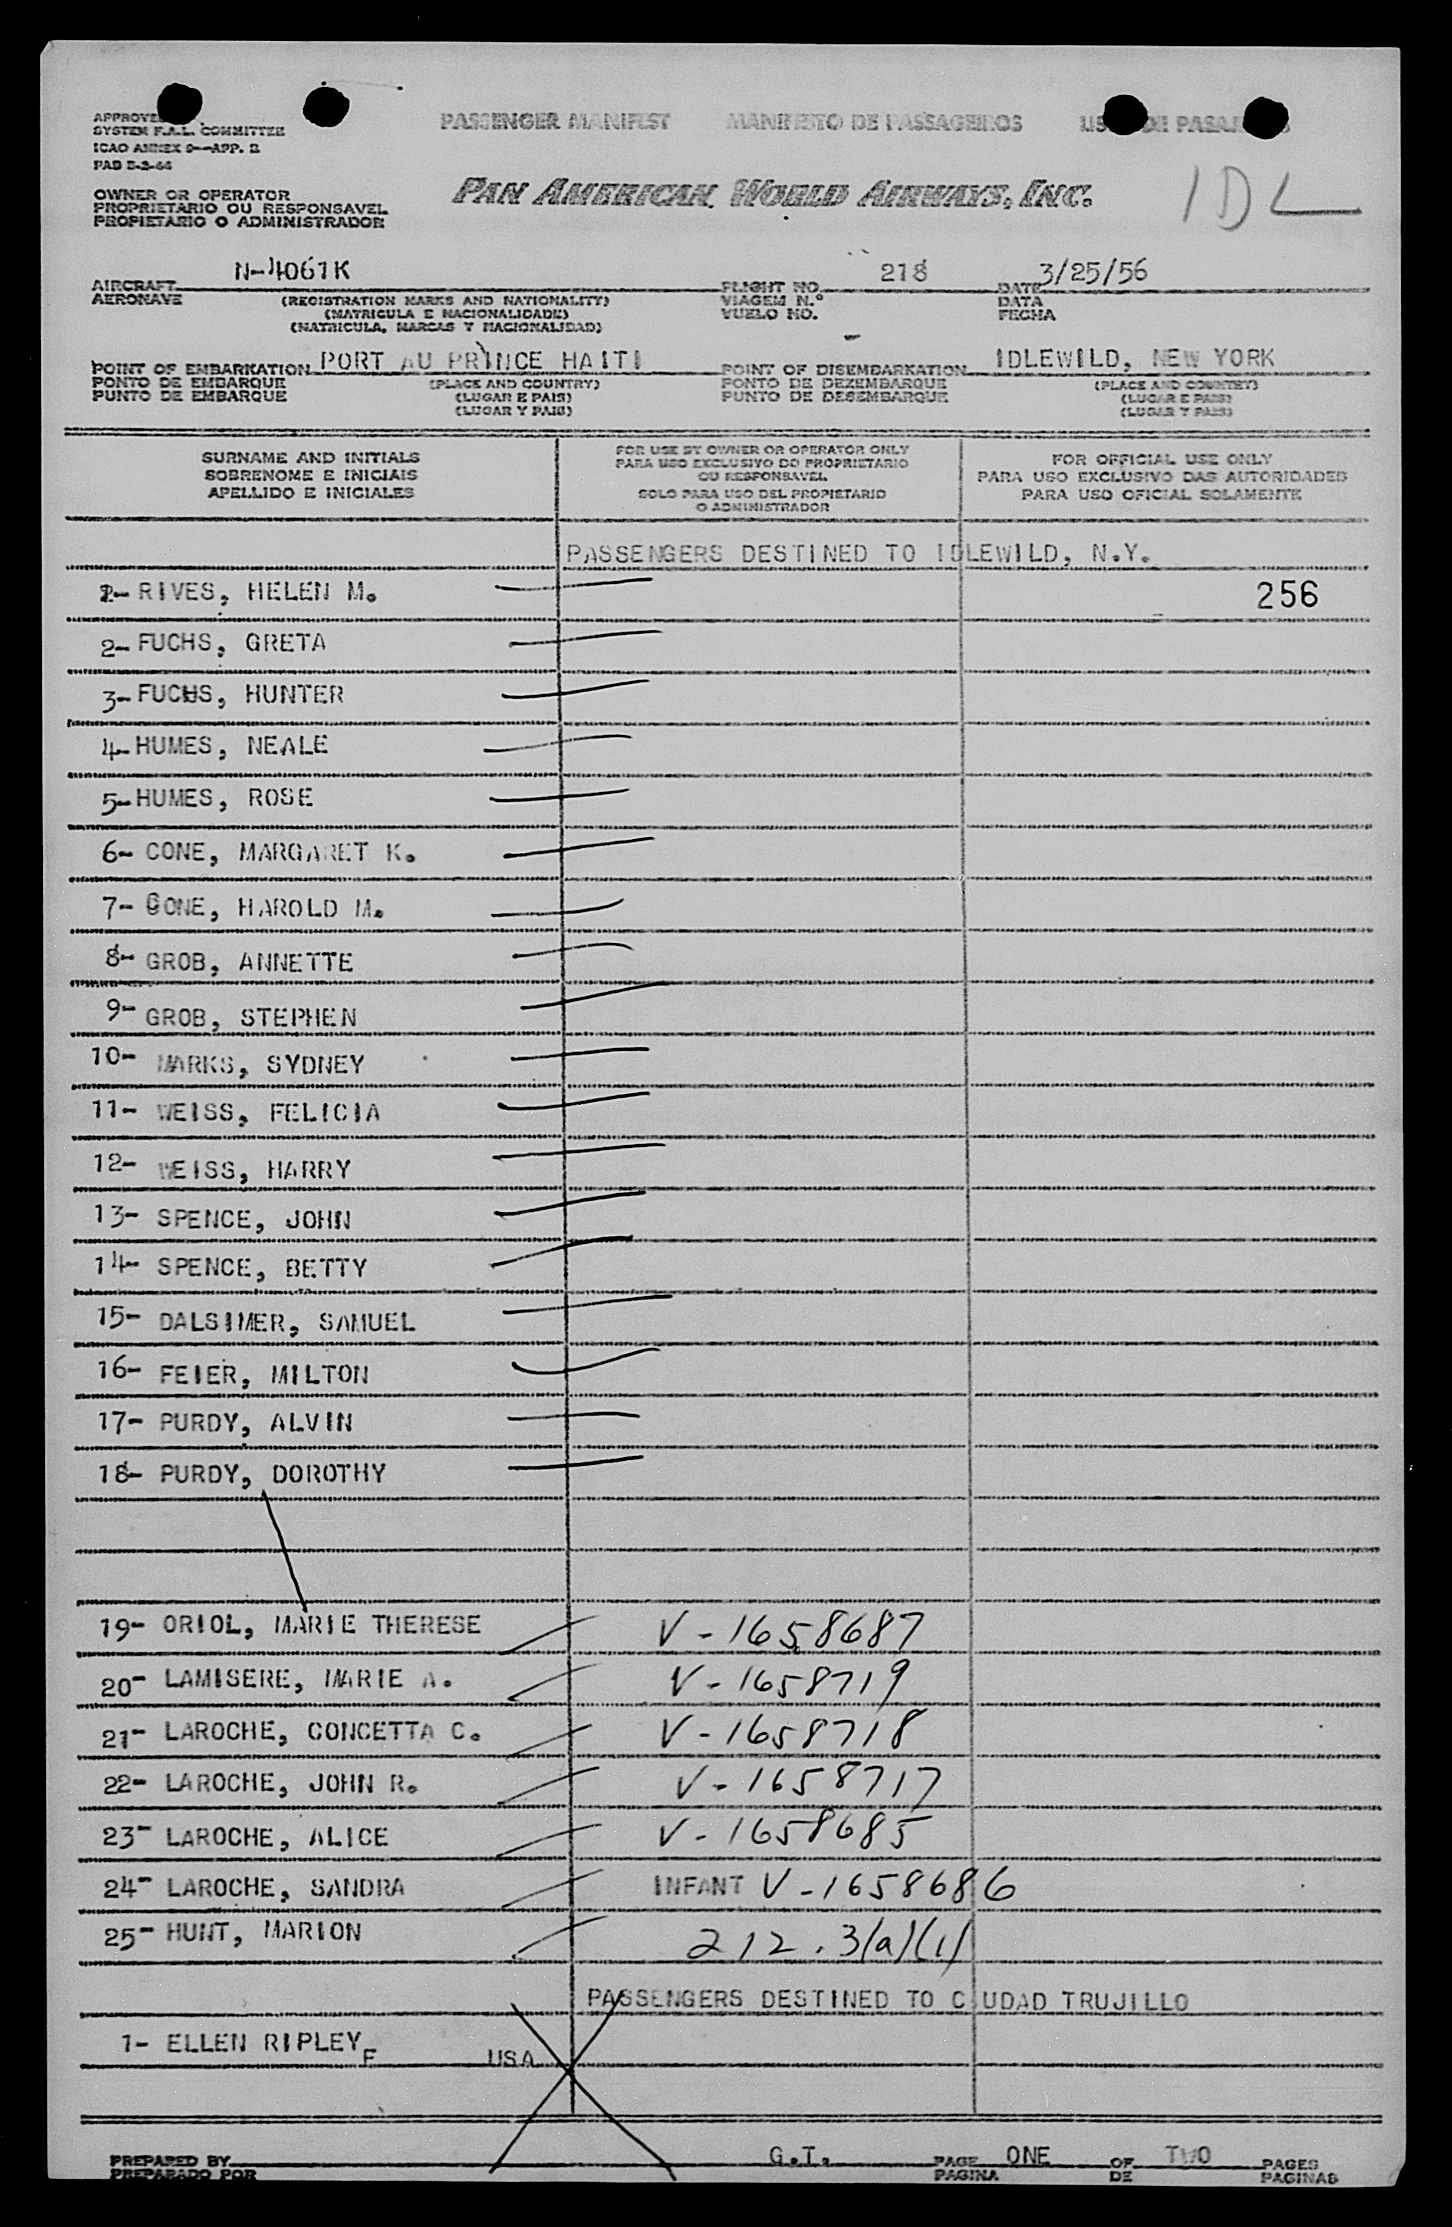 APPROVED
SYSTEM F.A.L. COMMITTEE
ICAO ANNEX 9—APP. 2
PAB 5-2-44
PASSENGER MANIFEST MANIFESTO DE PASSAGEIROS DE
OWNER OR OPERATOR
PROPRIETARIO OU RESPONSAVEL
PROPIETARIO O ADMINISTRADOR
PAN AMERICAN WORLD AIRWAYS, INC.
IDL
AIRCRAFT N-4061K FLIGHT NO. 218 DATE 3/25/56
AERONAVE (REGISTRATION MARKS AND NATIONALITY) VIAGEM N.° DATA
(MATRICULA E NACIONALIDADE) VUELO NO. FECHA
(MATRICULA, MARCAS Y NACIONALIDAD)
POINT OF EMBARKATION PORT AU PRINCE HAITI POINT OF DISEMBARKATION IDLEWILD, NEW YORK
PONTO DE EMBARQUE (PLACE AND COUNTRY) PONTO DE DEZEMBARQUE (PLACE AND COUNTRY)
PUNTO DE EMBARQUE (LUGAR E PAIS) PUNTO DE DESEMBARQUE (LUGAR E PAIS)
(LUGAR Y PAIS) (LUGAR Y PAIS)
SURNAME AND INITIALS
SOBRENOME E INICIAIS
APELLIDO E INICIALES
FOR USE BY OWNER OR OPERATOR ONLY
PARA USO EXCLUSIVO DO PROPRIETARIO
OU RESPONSAVEL
SOLO PARA USO DEL PROPIETARIO
O ADMINISTRADOR
FOR OFFICIAL USE ONLY
PARA USO EXCLUSIVO DAS AUTORIDADES
PARA USO OFICIAL SOLAMENTE
PASSENGERS DESTINED TO IDLEWILD, N.Y.
1- RIVES, HELEN M. 256
2- FUCHS, GRETA
3- FUCHS, HUNTER
4- HUMES, NEALE
5- HUMES, ROSE
6- CONE, MARGARET K.
7- CONE, HAROLD M.
8- GROB, ANNETTE
9- GROB, STEPHEN
10- MARKS, SYDNEY
11- WEISS, FELICIA
12- WEISS, HARRY
13- SPENCE, JOHN
14- SPENCE, BETTY
15- DALSIMER, SAMUEL
16- FEIER, MILTON
17- PURDY, ALVIN
18- PURDY, DOROTHY
19- ORIOL, MARIE THERESE V-1658687
20- LAMISERE, MARIE A. V-1658719
21- LAROCHE, CONCETTA C. V-1658718
22- LAROCHE, JOHN R. V-1658717
23- LAROCHE, ALICE V-1658685
24- LAROCHE, SANDRA INFANT V-1658686
25- HUNT, MARION 212.3(a)(1)
PASSENGERS DESTINED TO CIUDAD TRUJILLO
1- ELLEN RIPLEY F USA
PREPARED BY G.T. PAGE ONE OF TWO PAGES
PREPARADO POR PAGINA DE PAGINAS